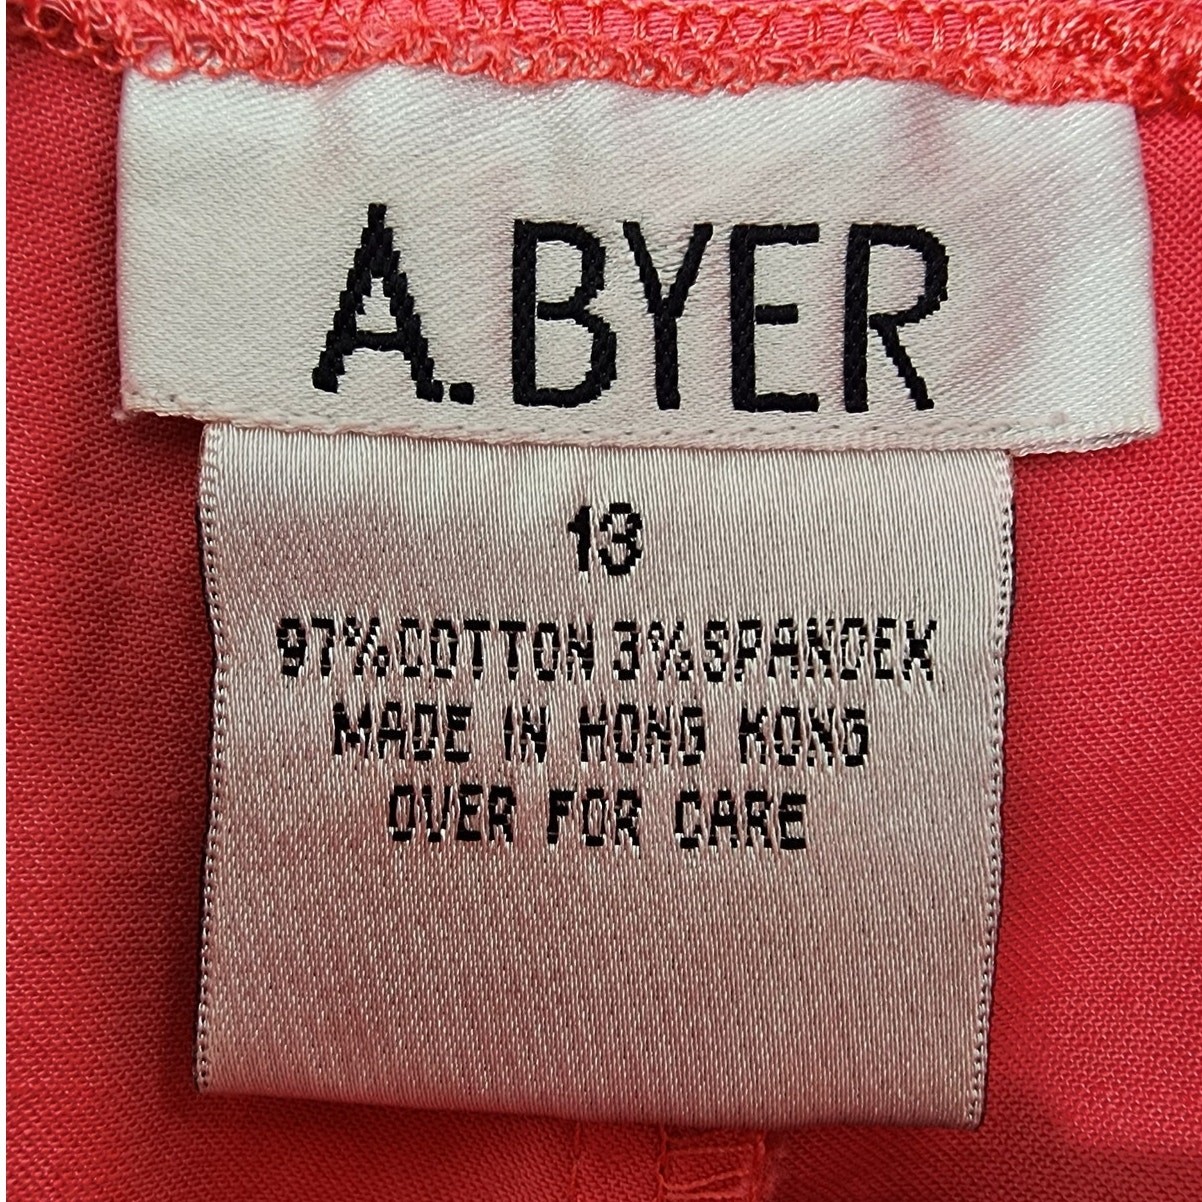 A.BYER
13
97%COTTON 3%SPANDEX
MADE IN HONG KONG
OVER FOR CARE